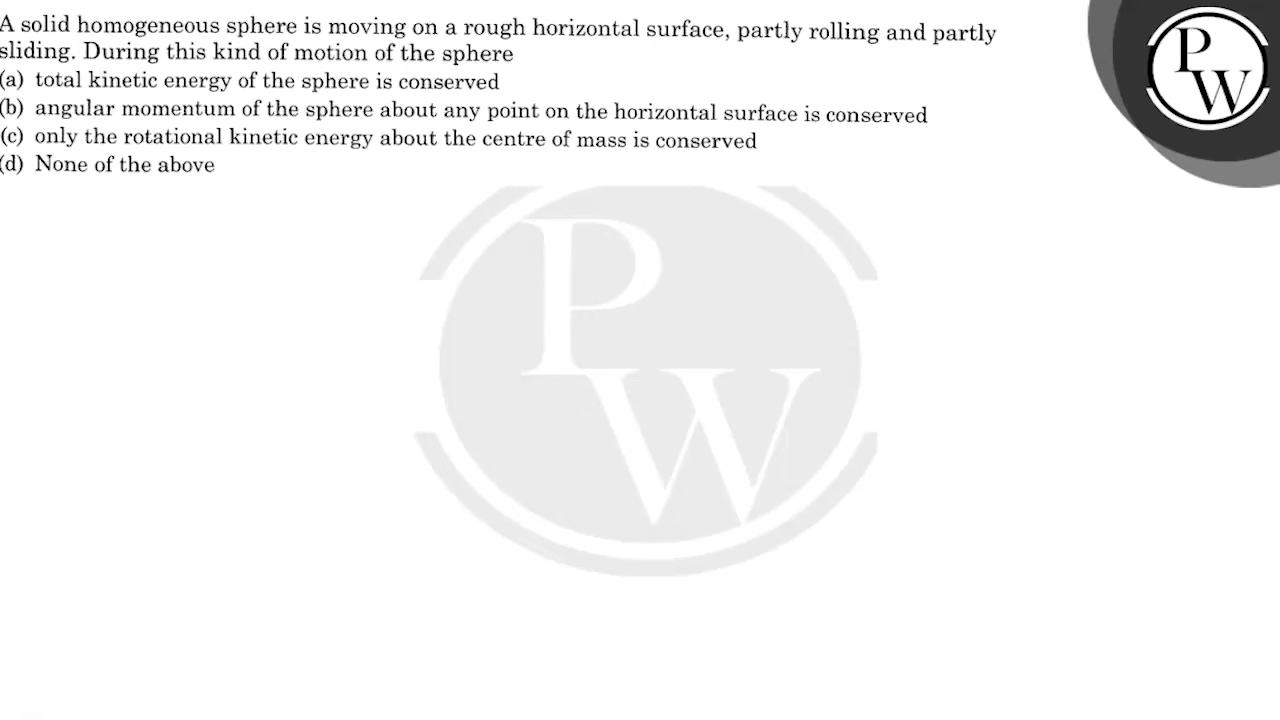 A solid homogeneous sphere is moving on a rough horizontal surface, partly rolling and partly
sliding. During this kind of motion of the sphere
(a) total kinetic energy of the sphere is conserved
(b) angular momentum of the sphere about any point on the horizontal surface is conserved
(c) only the rotational kinetic energy about the centre of mass is conserved
(d) None of the above
P
W
P
W